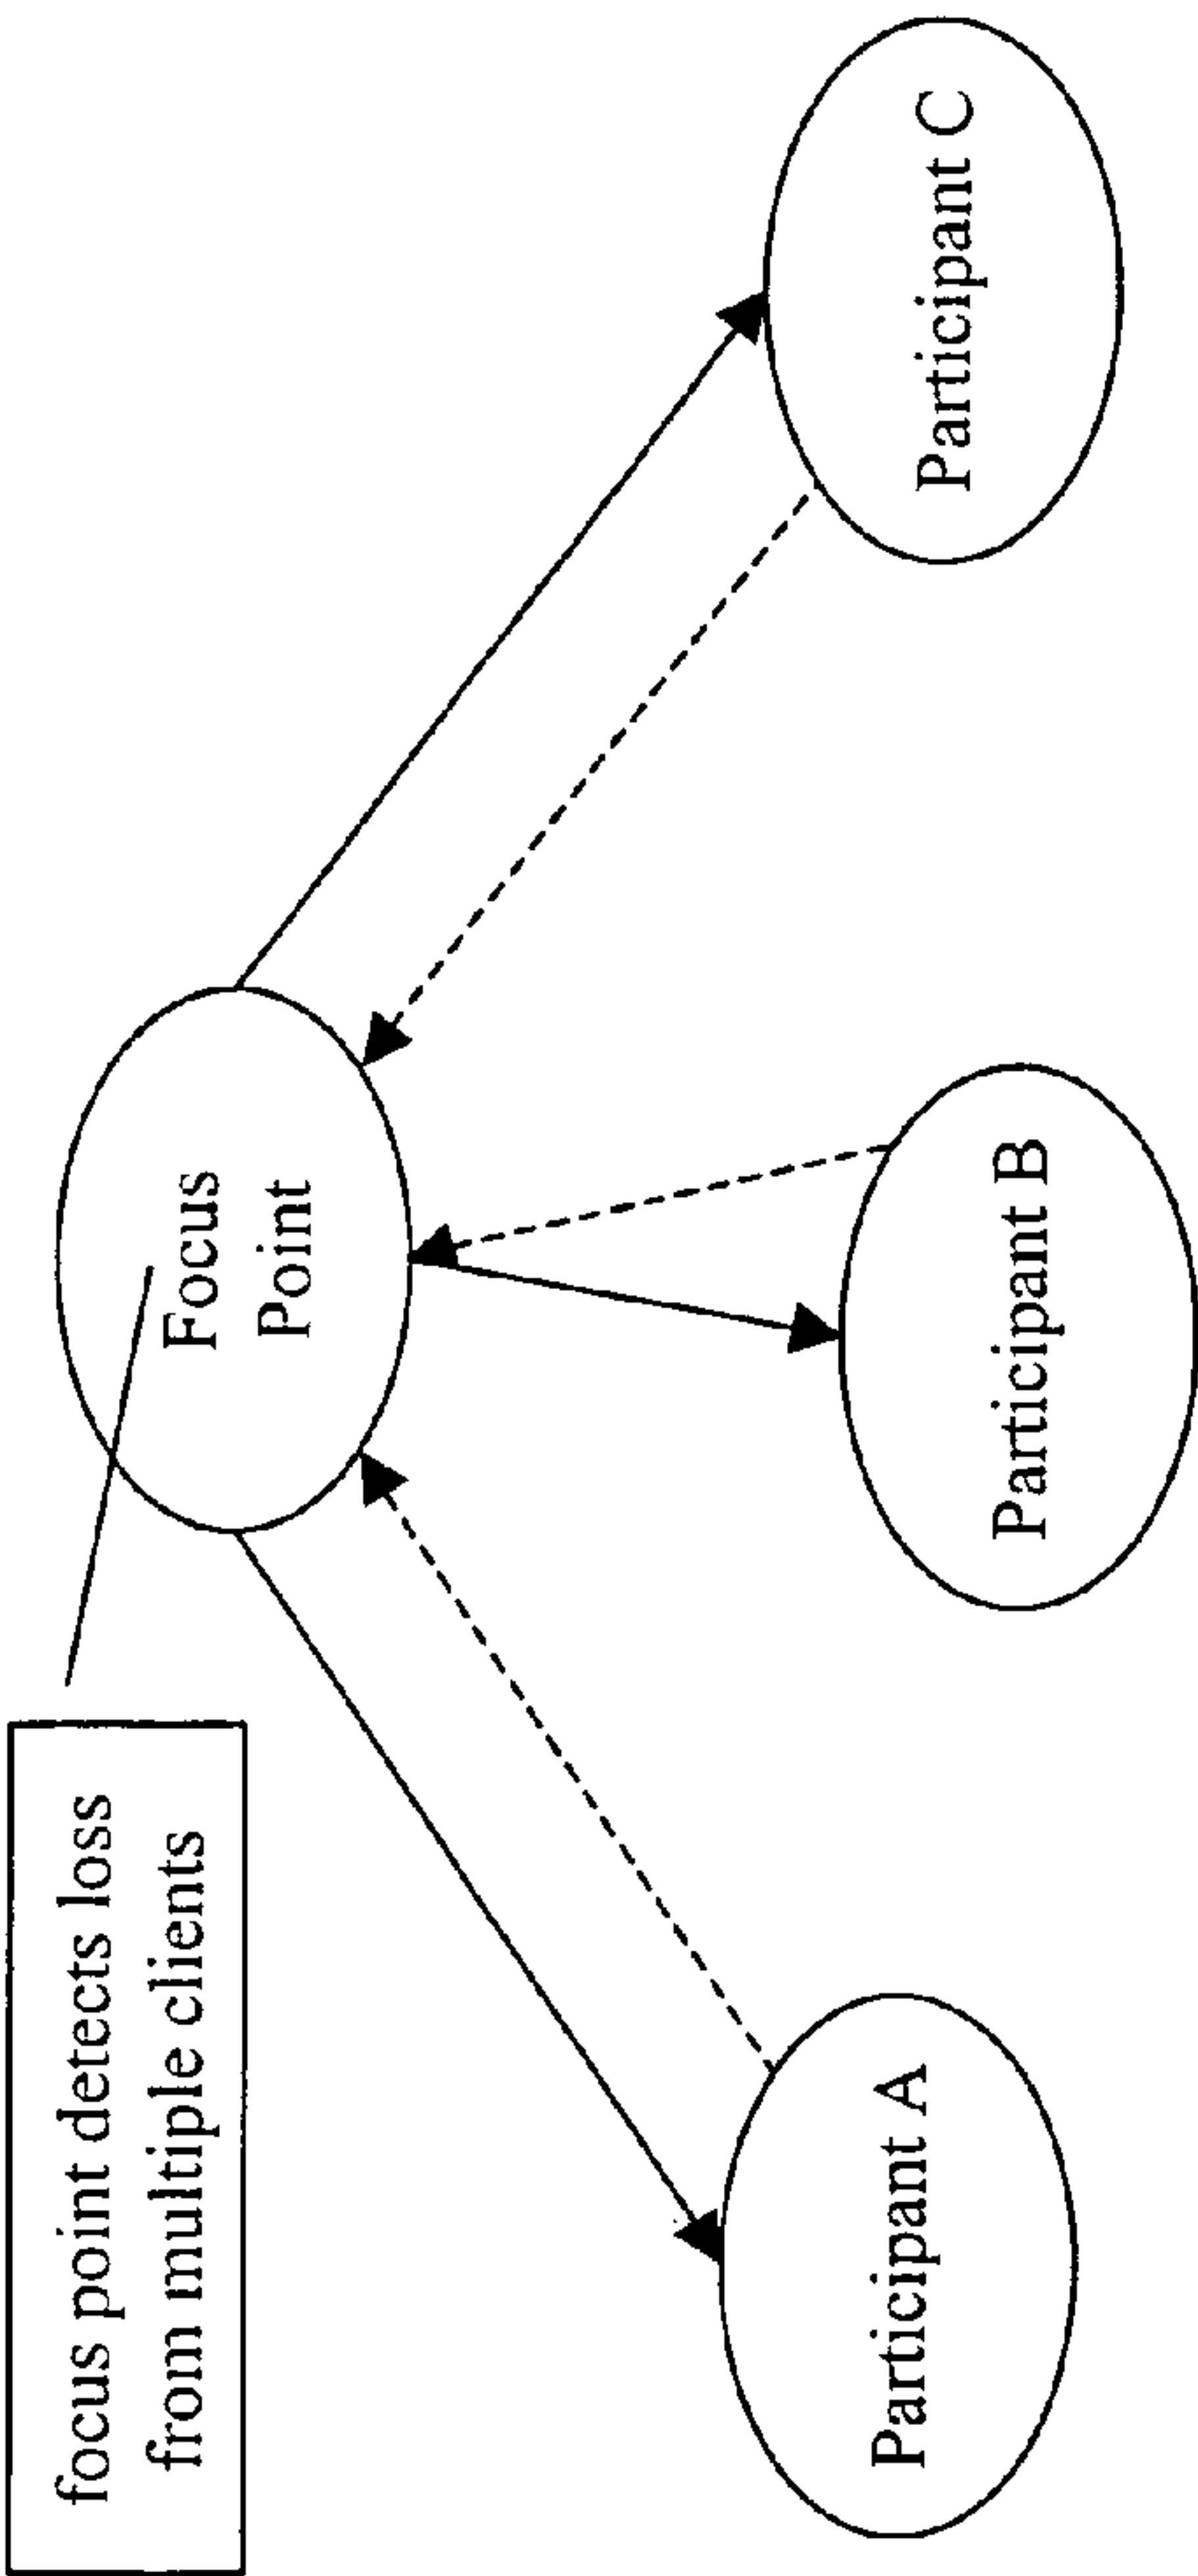 focus point detects loss
from multiple clients
Focus
Point
Participant A
Participant B
Participant C